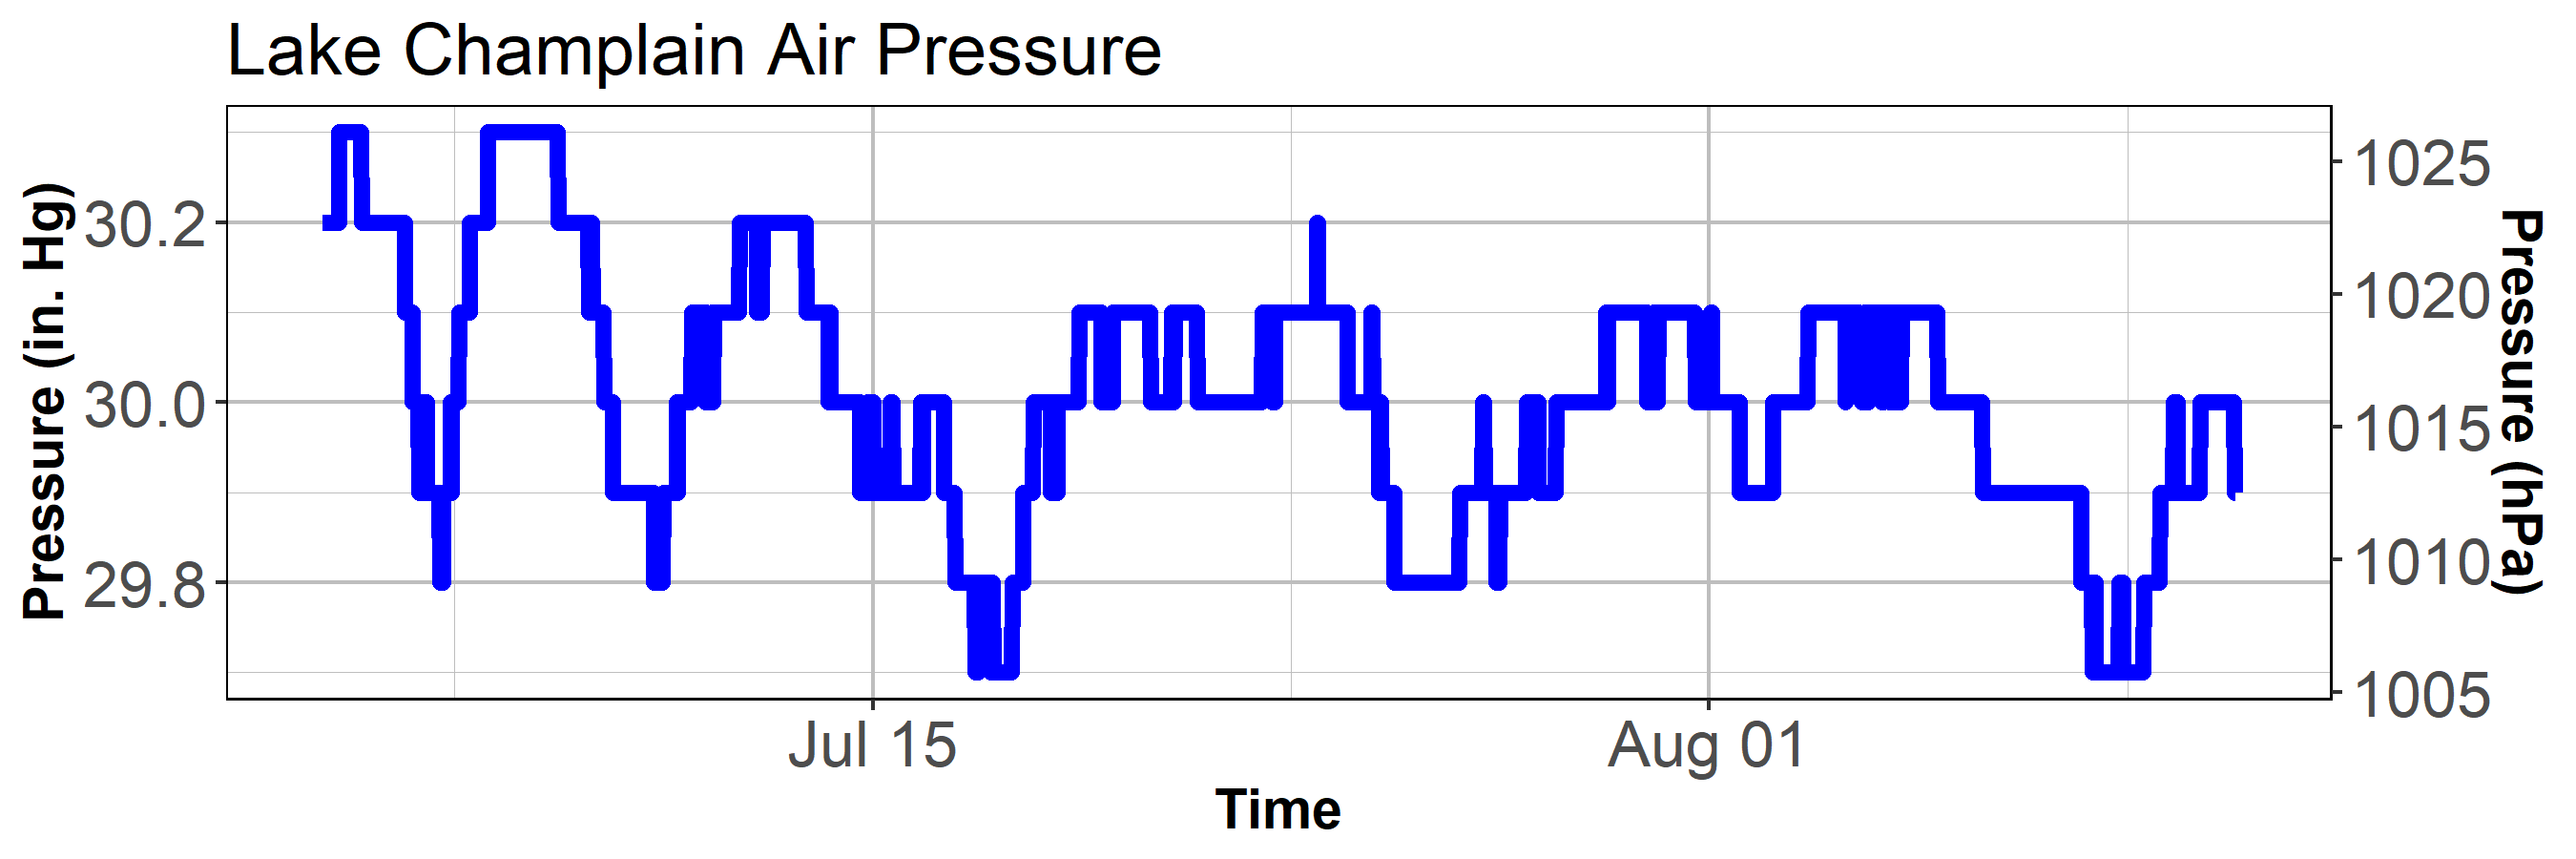 Lake Champlain Air Pressure
Pressure (in. Hg)
30.2
30.0
29.8
1025
1020
1015
1010
1005
Pressure (hPa)
Jul 15
Aug 01
Time